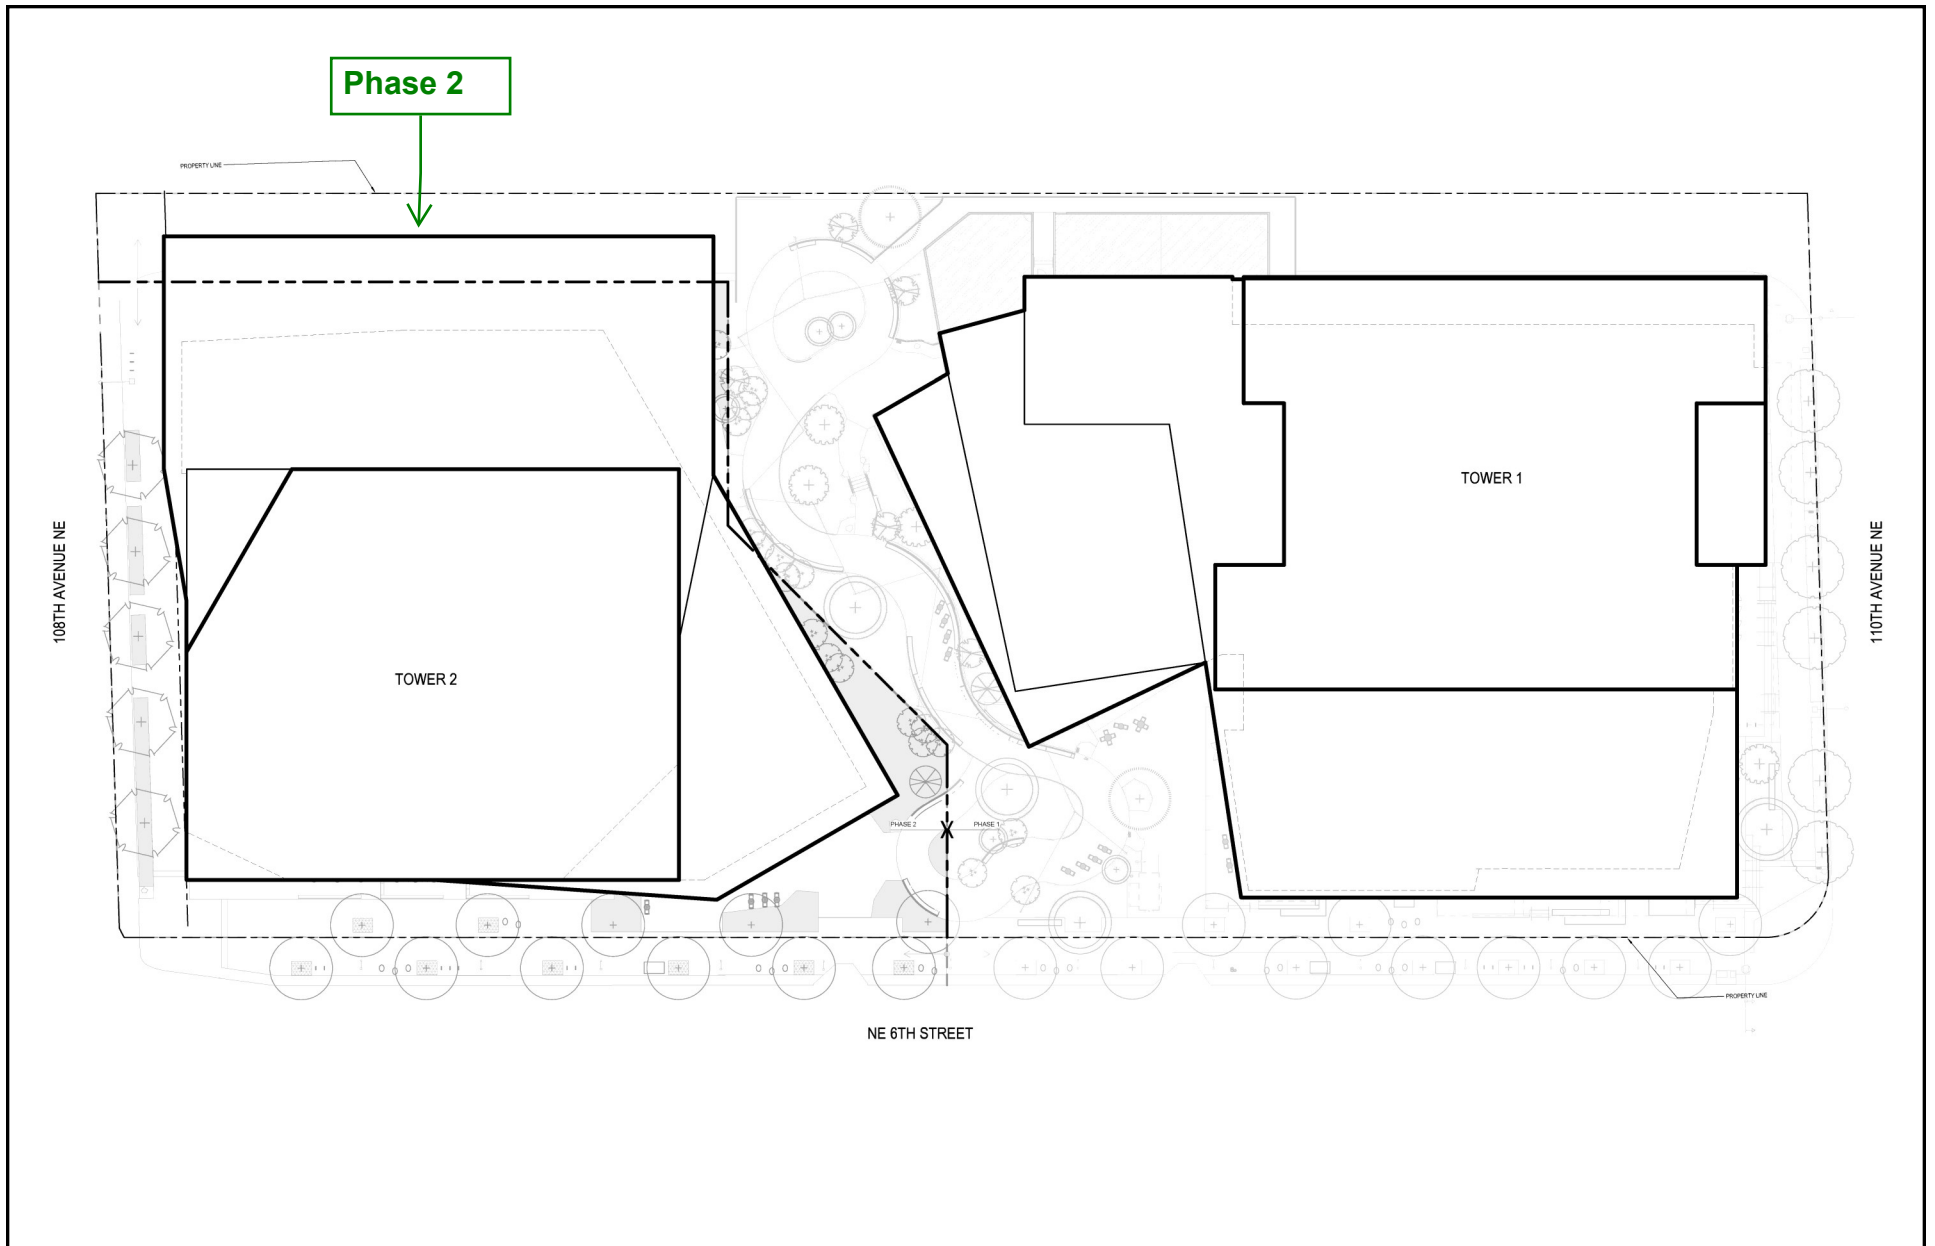 Phase 2
PROPERTY LINE
TOWER 1
108TH AVENUE NE
110TH AVENUE NE
TOWER 2
PHASE 2
PHASE 1
PROPERTY LINE
NE 6TH STREET